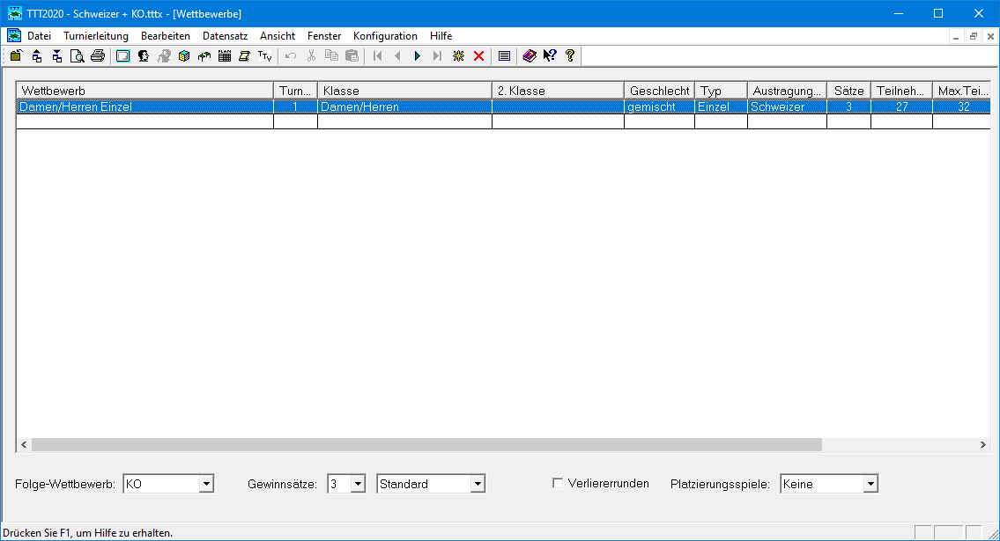 TTT2020 - Schweizer + KO.tttx - [Wettbewerbe]
Datei Turnierleitung Bearbeiten Datensatz Ansicht Fenster Konfiguration Hilfe
Wettbewerb Turn... Klasse 2. Klasse Geschlecht Typ Austragung... Sätze Teilneh... Max.Tei...
Damen/Herren Einzel 1 Damen/Herren gemischt Einzel Schweizer 3 27 32
Folge-Wettbewerb: KO Gewinnsätze: 3 Standard Verliererrunden Platzierungsspiele: Keine
Drücken Sie F1, um Hilfe zu erhalten.